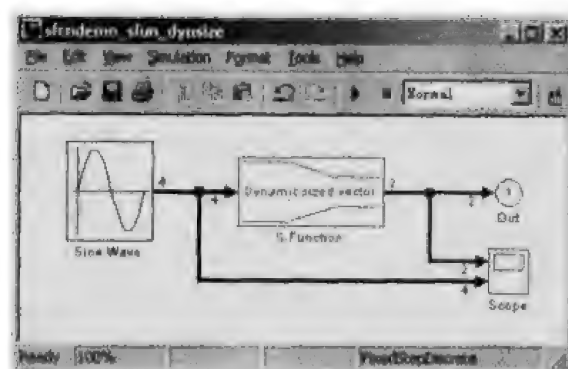 sfcndemo_sfun_dynsize
File Edit View Simulation Format Tools Help
Normal
4
4
Dynamic sized vector
2
2
1
Out
Sine Wave
S-Function
2
4
Scope
Ready
100%
FixedStepDiscrete